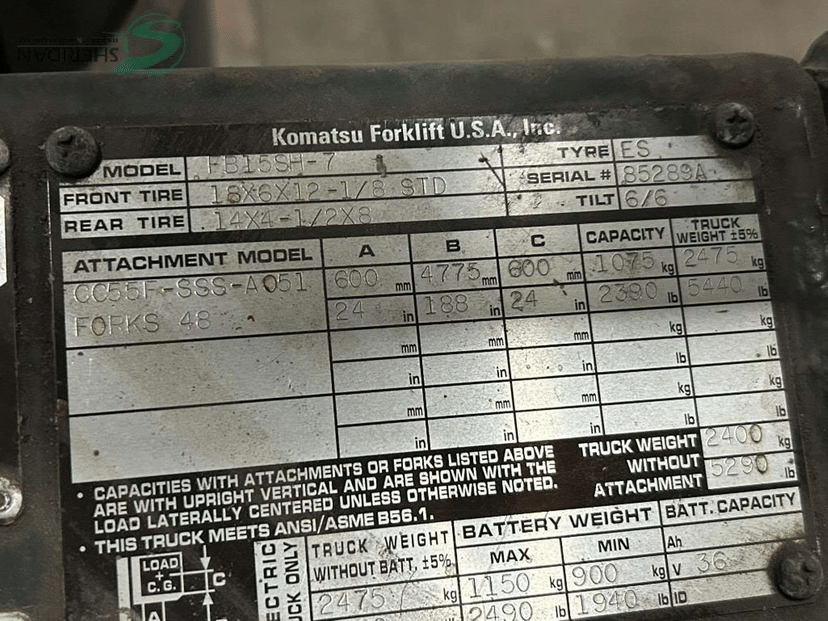 SHERIDAN
Komatsu Forklift U.S.A., Inc.
MODEL FB15SH-7 TYPE ES
FRONT TIRE 18X6X12-1/8 STD SERIAL # 85289A
REAR TIRE 14X4-1/2X8 TILT 6/6
ATTACHMENT MODEL A B C CAPACITY TRUCK WEIGHT ±5%
CC55F-SSS-A051 600 mm 4775 mm 600 mm 1075 kg 2475 kg
FORKS 48 24 in 188 in 24 in 2390 lb 5440 lb
mm mm mm kg kg
in in in lb lb
mm mm mm kg kg
in in in lb lb
TRUCK WEIGHT WITHOUT ATTACHMENT 2400 kg
5290 lb
• CAPACITIES WITH ATTACHMENTS OR FORKS LISTED ABOVE
ARE WITH UPRIGHT VERTICAL AND ARE SHOWN WITH THE
LOAD LATERALLY CENTERED UNLESS OTHERWISE NOTED.
• THIS TRUCK MEETS ANSI/ASME B56.1.
LOAD
C.G.
C
A
TRUCK WEIGHT WITHOUT BATT, ±5% BATTERY WEIGHT BATT. CAPACITY
MAX MIN Ah
2475 kg 1150 kg 900 kg V 36
2490 lb 1940 lb ID